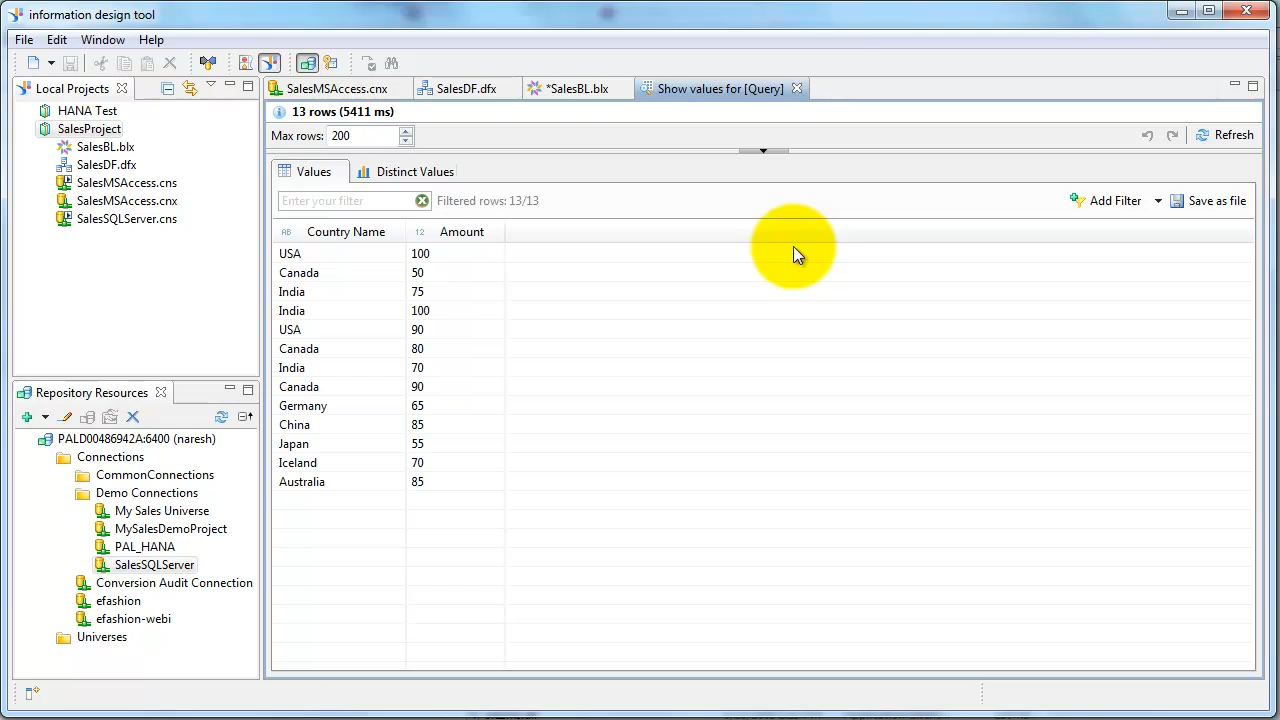 information design tool
File Edit Window Help
Local Projects
HANA Test
SalesProject
SalesBL.blx
SalesDF.dfx
SalesMSAccess.cns
SalesMSAccess.cnx
SalesSQLServer.cns
Repository Resources
PALD00486942A:6400 (naresh)
Connections
CommonConnections
Demo Connections
My Sales Universe
MySalesDemoProject
PAL_HANA
SalesSQLServer
Conversion Audit Connection
efashion
efashion-webi
Universes
SalesMSAccess.cnx SalesDF.dfx *SalesBL.blx Show values for [Query]
13 rows (5411 ms)
Max rows: 200 Refresh
Values Distinct Values
Enter your filter Filtered rows: 13/13 Add Filter Save as file
AB Country Name 12 Amount
USA 100
Canada 50
India 75
India 100
USA 90
Canada 80
India 70
Canada 90
Germany 65
China 85
Japan 55
Iceland 70
Australia 85